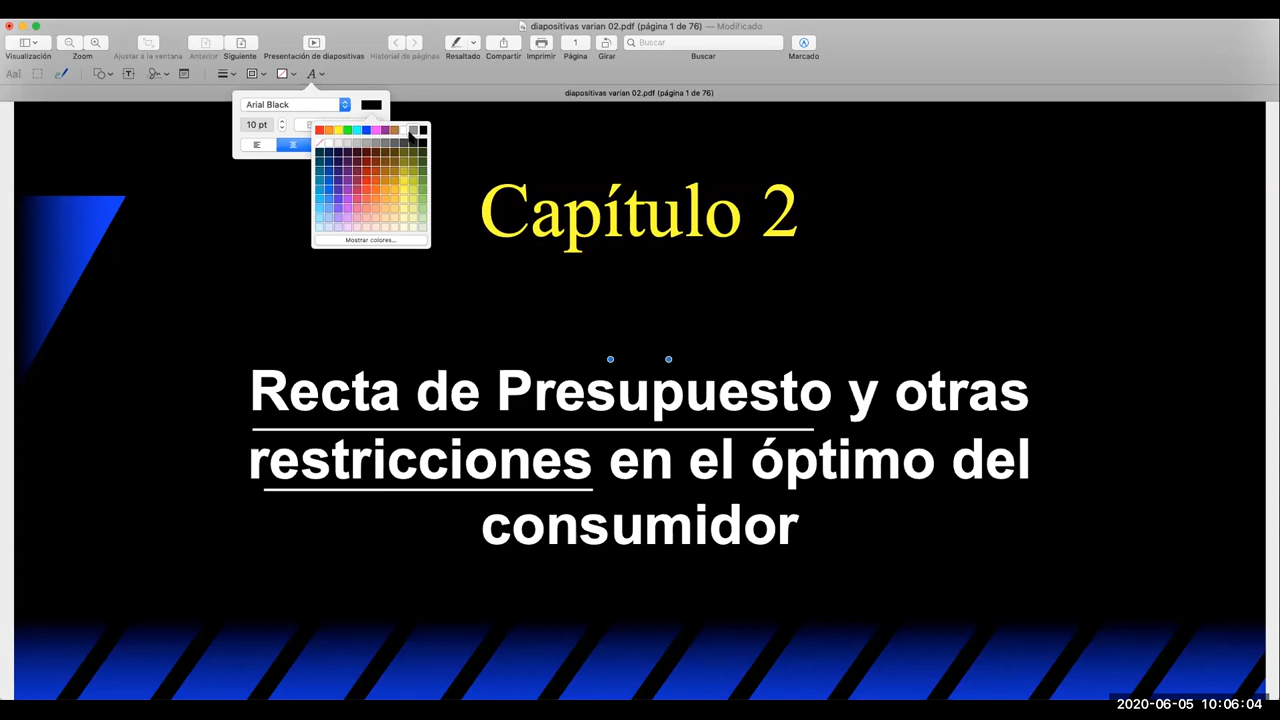 diapositivas varian 02.pdf (página 1 de 76) — Modificado
1
Buscar
Visualización
Zoom
Ajustar a la ventana
Anterior
Siguiente
Presentación de diapositivas
Historial de páginas
Resaltado
Compartir
Imprimir
Página
Girar
Buscar
Marcado
diapositivas varian 02.pdf (página 1 de 76)
Arial Black
10 pt
Mostrar colores...
Capítulo 2
Recta de Presupuesto y otras
restricciones en el óptimo del
consumidor
2020-06-05 10:06:04